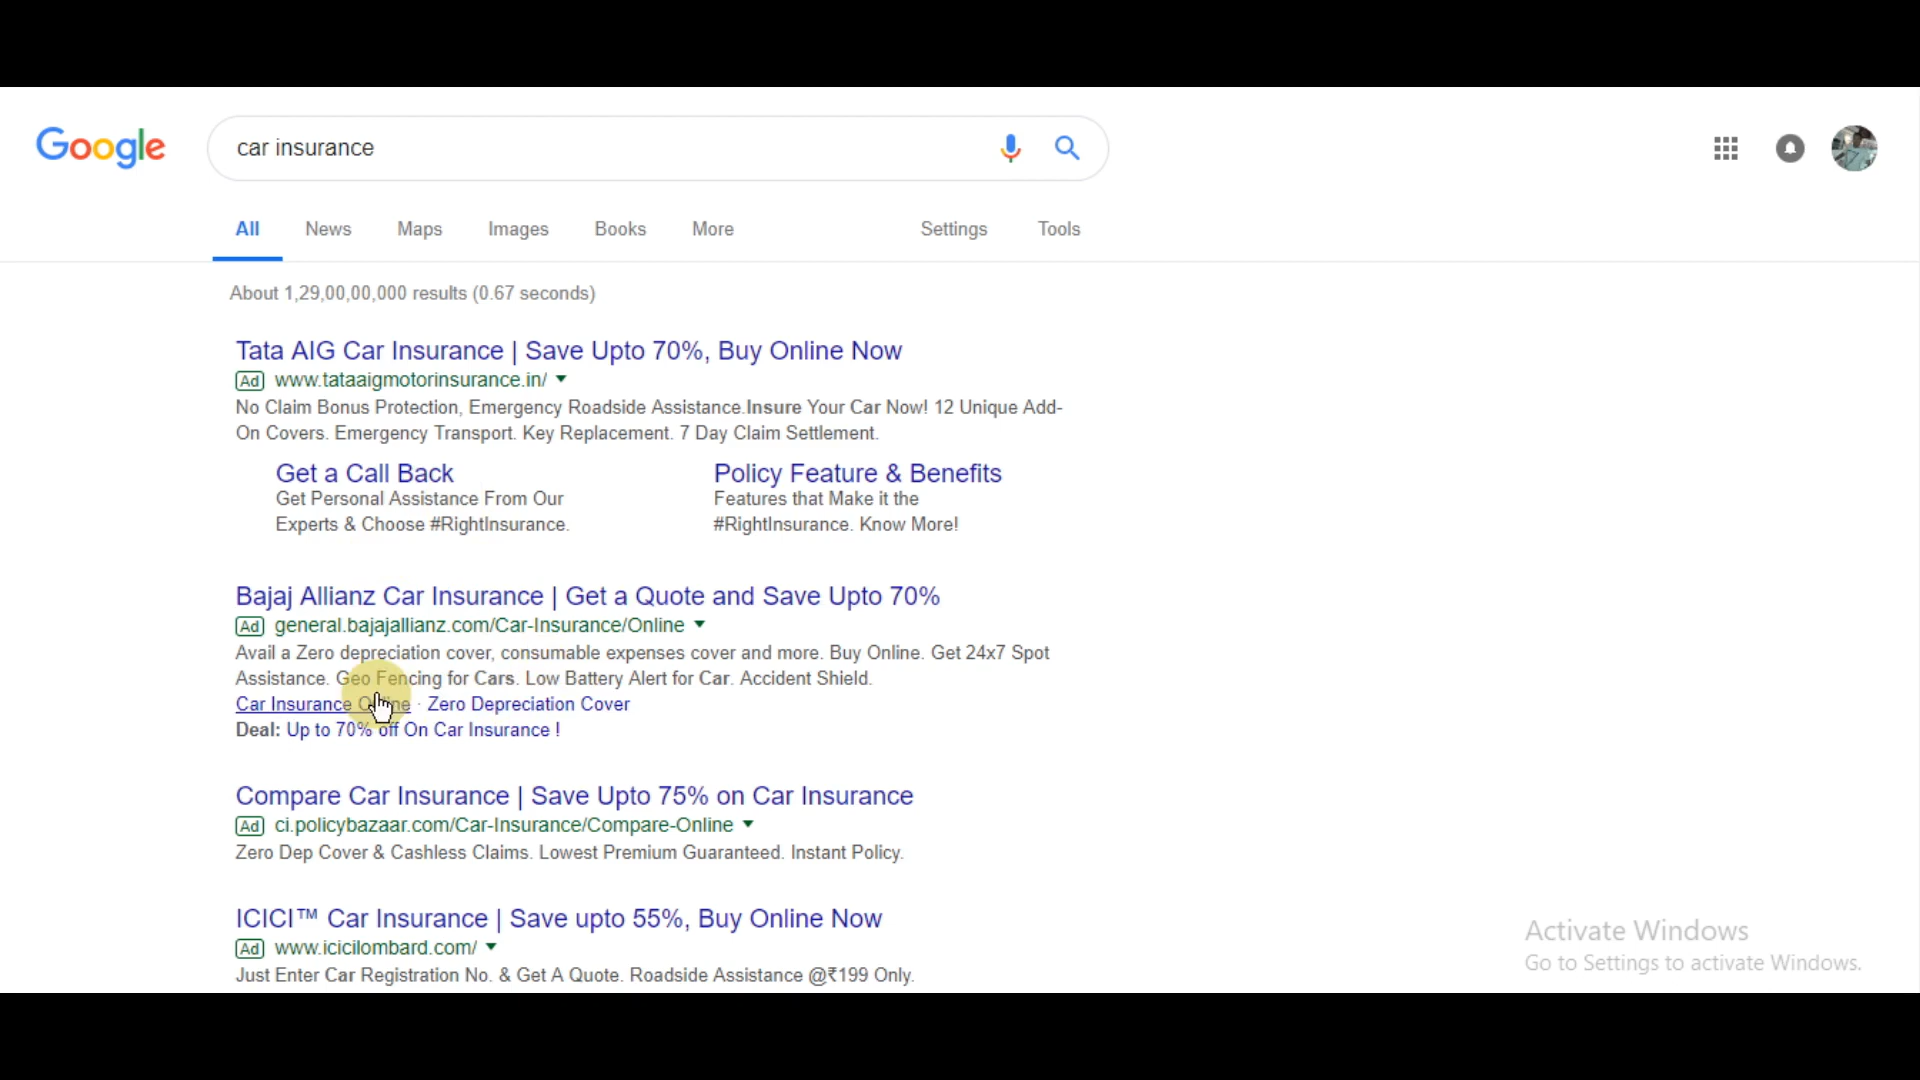 Google
car insurance
All News Maps Images Books More Settings Tools
About 1,29,00,00,000 results (0.67 seconds)
Tata AIG Car Insurance | Save Upto 70%, Buy Online Now
Ad www.tataaigmotorinsurance.in/
No Claim Bonus Protection, Emergency Roadside Assistance.Insure Your Car Now! 12 Unique Add-
On Covers. Emergency Transport. Key Replacement. 7 Day Claim Settlement.
Get a Call Back
Get Personal Assistance From Our
Experts & Choose #RightInsurance.
Policy Feature & Benefits
Features that Make it the
#RightInsurance. Know More!
Bajaj Allianz Car Insurance | Get a Quote and Save Upto 70%
Ad general.bajajallianz.com/Car-Insurance/Online
Avail a Zero depreciation cover, consumable expenses cover and more. Buy Online. Get 24x7 Spot
Assistance. Geo Fencing for Cars. Low Battery Alert for Car. Accident Shield.
Car Insurance Online · Zero Depreciation Cover
Deal: Up to 70% off On Car Insurance !
Compare Car Insurance | Save Upto 75% on Car Insurance
Ad ci.policybazaar.com/Car-Insurance/Compare-Online
Zero Dep Cover & Cashless Claims. Lowest Premium Guaranteed. Instant Policy.
ICICI™ Car Insurance | Save upto 55%, Buy Online Now
Ad www.icicilombard.com/
Just Enter Car Registration No. & Get A Quote. Roadside Assistance @₹199 Only.
Activate Windows
Go to Settings to activate Windows.